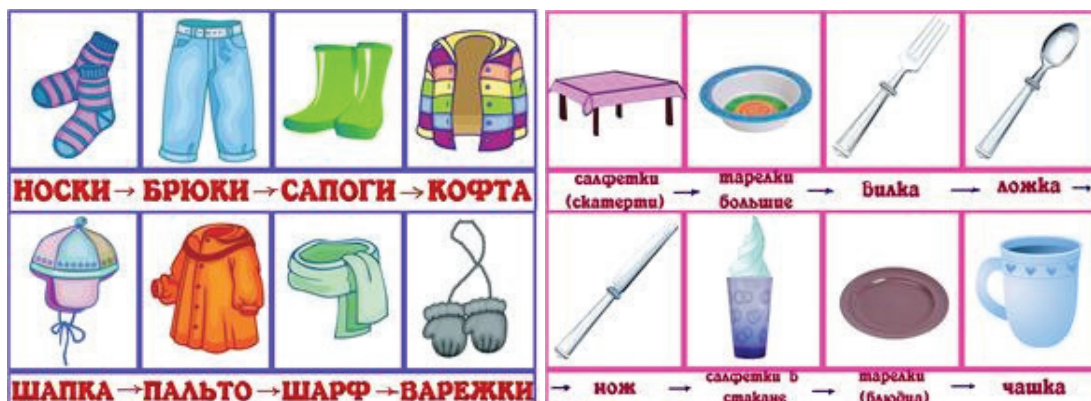 НОСКИ → БРЮКИ → САПОГИ → КОФТА
ШАПКА → ПАЛЬТО → ШАРФ → ВАРЕЖКИ
салфетки (скатерти) → тарелки большие → вилка → ложка →
→ нож → салфетки в стакане → тарелки (блюдца) → чашка